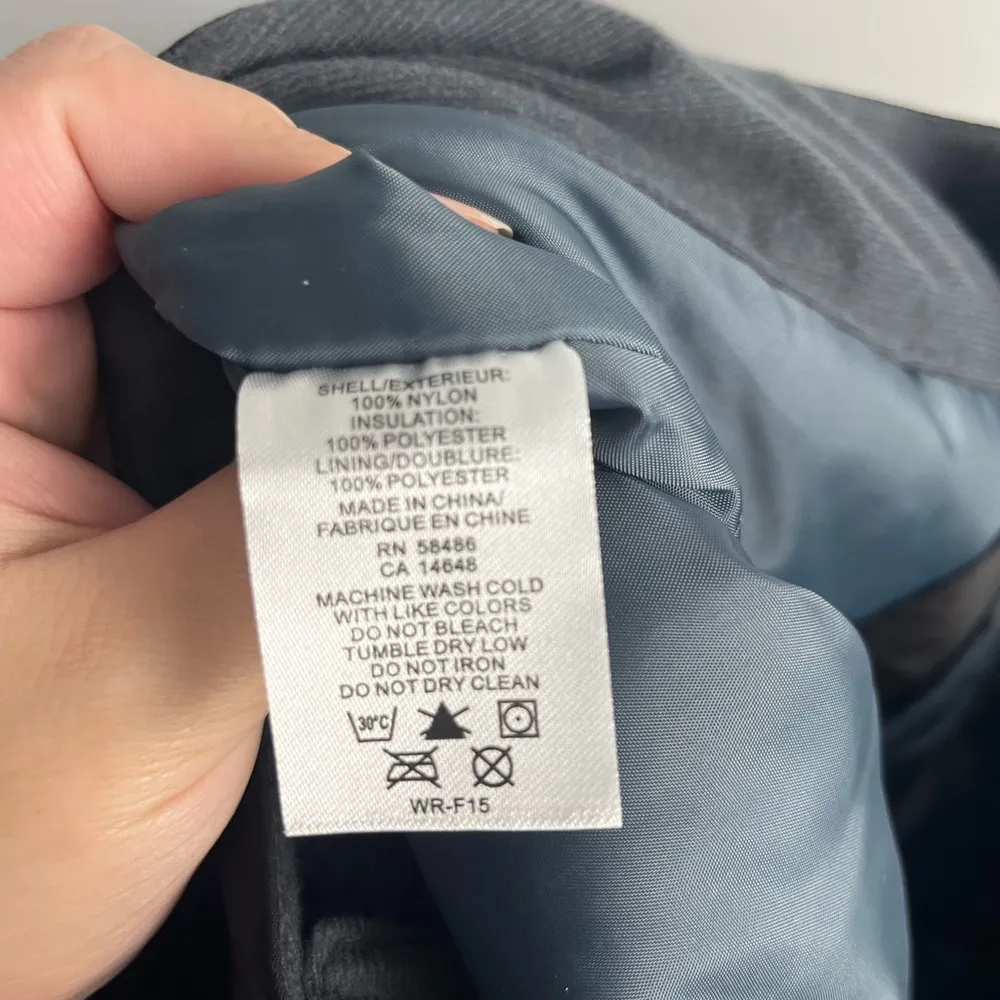 SHELL/EXTERIEUR:
100% NYLON
INSULATION:
100% POLYESTER
LINING/DOUBLURE:
100% POLYESTER
MADE IN CHINA/
FABRIQUE EN CHINE
RN 58486
CA 14648
MACHINE WASH COLD
WITH LIKE COLORS
DO NOT BLEACH
TUMBLE DRY LOW
DO NOT IRON
DO NOT DRY CLEAN
30°C
WR-F15